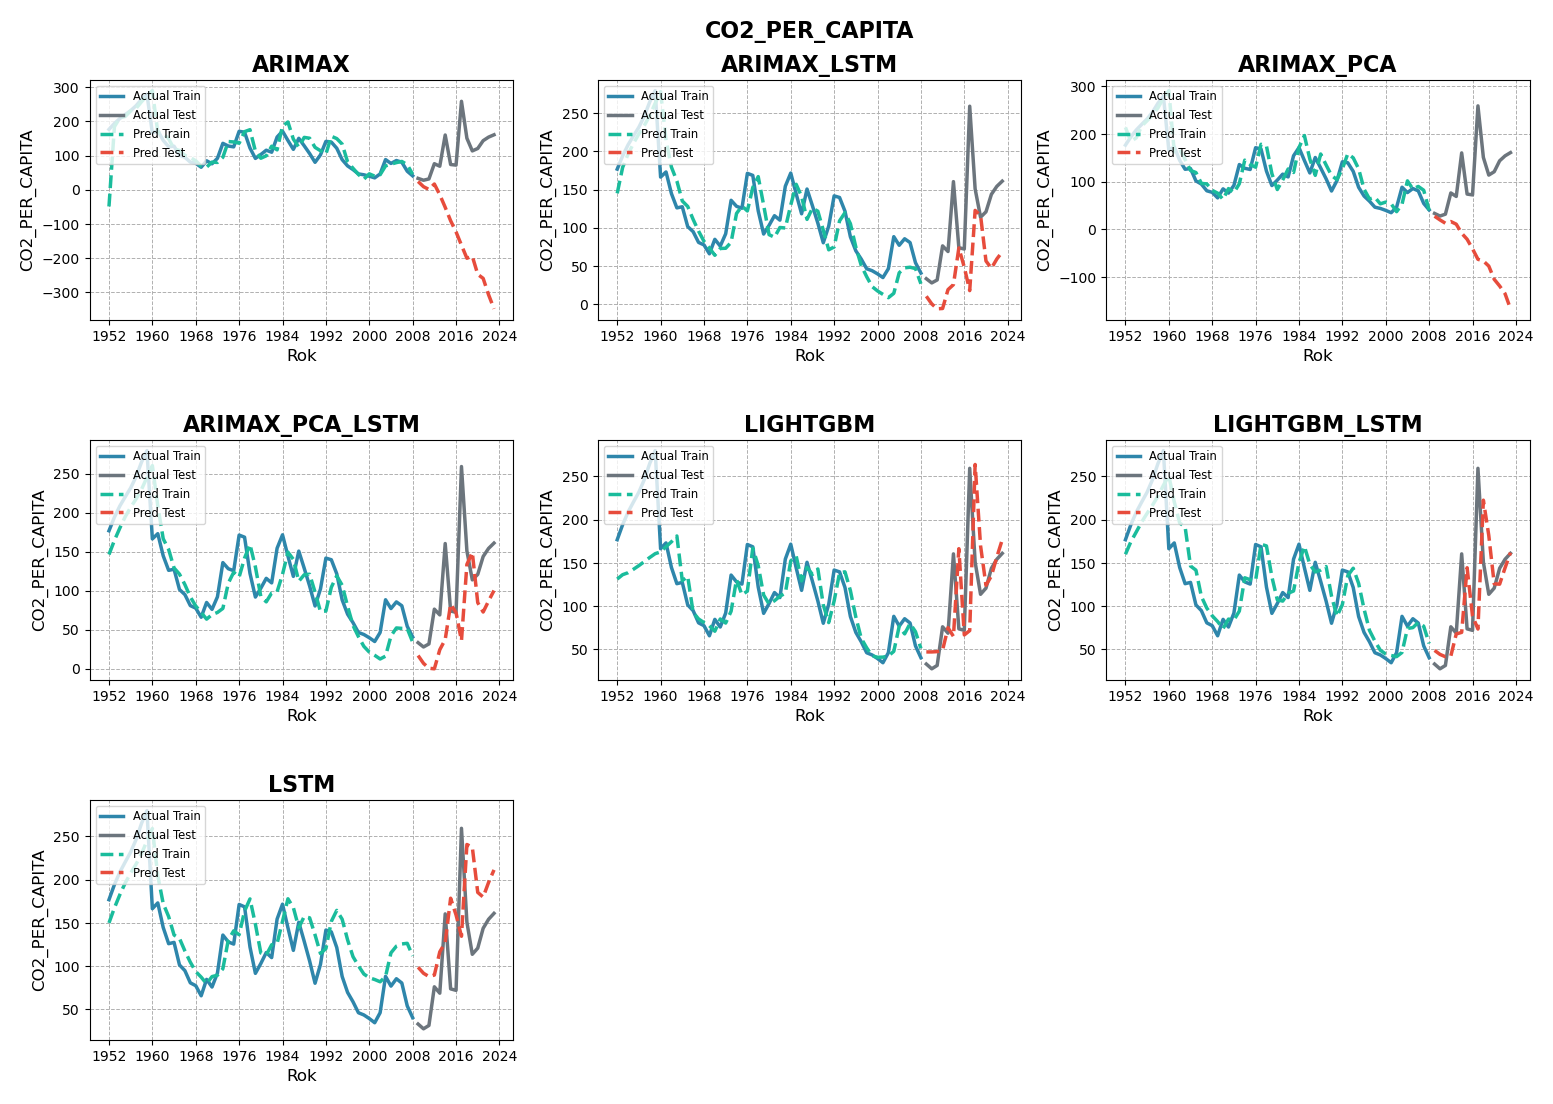 CO2_PER_CAPITA
ARIMAX
CO2_PER_CAPITA
300
200
100
0
−100
−200
−300
Actual Train
Actual Test
Pred Train
Pred Test
1952 1960 1968 1976 1984 1992 2000 2008 2016 2024
Rok
ARIMAX_LSTM
CO2_PER_CAPITA
250
200
150
100
50
0
Actual Train
Actual Test
Pred Train
Pred Test
1952 1960 1968 1976 1984 1992 2000 2008 2016 2024
Rok
ARIMAX_PCA
CO2_PER_CAPITA
300
200
100
0
−100
Actual Train
Actual Test
Pred Train
Pred Test
1952 1960 1968 1976 1984 1992 2000 2008 2016 2024
Rok
ARIMAX_PCA_LSTM
CO2_PER_CAPITA
250
200
150
100
50
0
Actual Train
Actual Test
Pred Train
Pred Test
1952 1960 1968 1976 1984 1992 2000 2008 2016 2024
Rok
LIGHTGBM
CO2_PER_CAPITA
250
200
150
100
50
Actual Train
Actual Test
Pred Train
Pred Test
1952 1960 1968 1976 1984 1992 2000 2008 2016 2024
Rok
LIGHTGBM_LSTM
CO2_PER_CAPITA
250
200
150
100
50
Actual Train
Actual Test
Pred Train
Pred Test
1952 1960 1968 1976 1984 1992 2000 2008 2016 2024
Rok
LSTM
CO2_PER_CAPITA
250
200
150
100
50
Actual Train
Actual Test
Pred Train
Pred Test
1952 1960 1968 1976 1984 1992 2000 2008 2016 2024
Rok